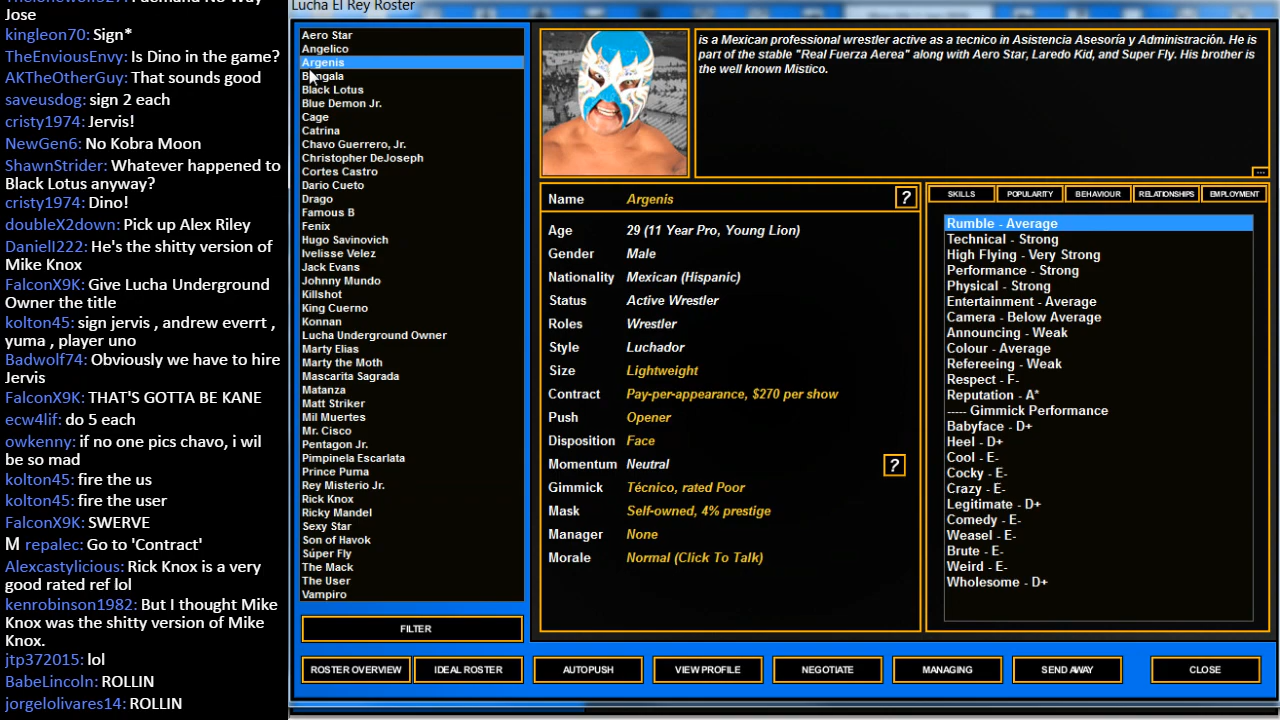 Jose
kingleon70: Sign*
TheEnviousEnvy: Is Dino in the game?
AKTheOtherGuy: That sounds good
saveusdog: sign 2 each
cristy1974: Jervis!
NewGen6: No Kobra Moon
ShawnStrider: Whatever happened to
Black Lotus anyway?
cristy1974: Dino!
doubleX2down: Pick up Alex Riley
DanielI222: He's the shitty version of
Mike Knox
FalconX9K: Give Lucha Underground
Owner the title
kolton45: sign jervis , andrew everrt ,
yuma , player uno
Badwolf74: Obviously we have to hire
Jervis
FalconX9K: THAT'S GOTTA BE KANE
ecw4lif: do 5 each
owkenny: if no one pics chavo, i wil
be so mad
kolton45: fire the us
kolton45: fire the user
FalconX9K: SWERVE
M repalec: Go to 'Contract'
Alexcastylicious: Rick Knox is a very
good rated ref lol
kenrobinson1982: But I thought Mike
Knox was the shitty version of Mike
Knox.
jtp372015: lol
BabeLincoln: ROLLIN
jorgelolivares14: ROLLIN
Lucha El Rey Roster
Aero Star
Angelico
Argenis
Bengala
Black Lotus
Blue Demon Jr.
Cage
Catrina
Chavo Guerrero, Jr.
Christopher DeJoseph
Cortes Castro
Dario Cueto
Drago
Famous B
Fenix
Hugo Savinovich
Ivelisse Velez
Jack Evans
Johnny Mundo
Killshot
King Cuerno
Konnan
Lucha Underground Owner
Marty Elias
Marty the Moth
Mascarita Sagrada
Matanza
Matt Striker
Mil Muertes
Mr. Cisco
Pentagon Jr.
Pimpinela Escarlata
Prince Puma
Rey Misterio Jr.
Rick Knox
Ricky Mandel
Sexy Star
Son of Havok
Súper Fly
The Mack
The User
Vampiro
FILTER
is a Mexican professional wrestler active as a tecnico in Asistencia Asesoría y Administración. He is
part of the stable "Real Fuerza Aerea" along with Aero Star, Laredo Kid, and Super Fly. His brother is
the well known Mistico.
...
Name Argenis ?
Age 29 (11 Year Pro, Young Lion)
Gender Male
Nationality Mexican (Hispanic)
Status Active Wrestler
Roles Wrestler
Style Luchador
Size Lightweight
Contract Pay-per-appearance, $270 per show
Push Opener
Disposition Face
Momentum Neutral ?
Gimmick Técnico, rated Poor
Mask Self-owned, 4% prestige
Manager None
Morale Normal (Click To Talk)
SKILLS POPULARITY BEHAVIOUR RELATIONSHIPS EMPLOYMENT
Rumble - Average
Technical - Strong
High Flying - Very Strong
Performance - Strong
Physical - Strong
Entertainment - Average
Camera - Below Average
Announcing - Weak
Colour - Average
Refereeing - Weak
Respect - F-
Reputation - A*
----- Gimmick Performance
Babyface - D+
Heel - D+
Cool - E-
Cocky - E-
Crazy - E-
Legitimate - D+
Comedy - E-
Weasel - E-
Brute - E-
Weird - E-
Wholesome - D+
ROSTER OVERVIEW IDEAL ROSTER AUTOPUSH VIEW PROFILE NEGOTIATE MANAGING SEND AWAY CLOSE